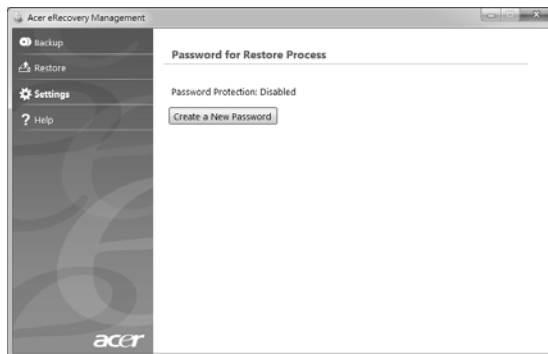 Acer eRecovery Management
Backup
Restore
Settings
Help
Password for Restore Process
Password Protection: Disabled
Create a New Password
acer